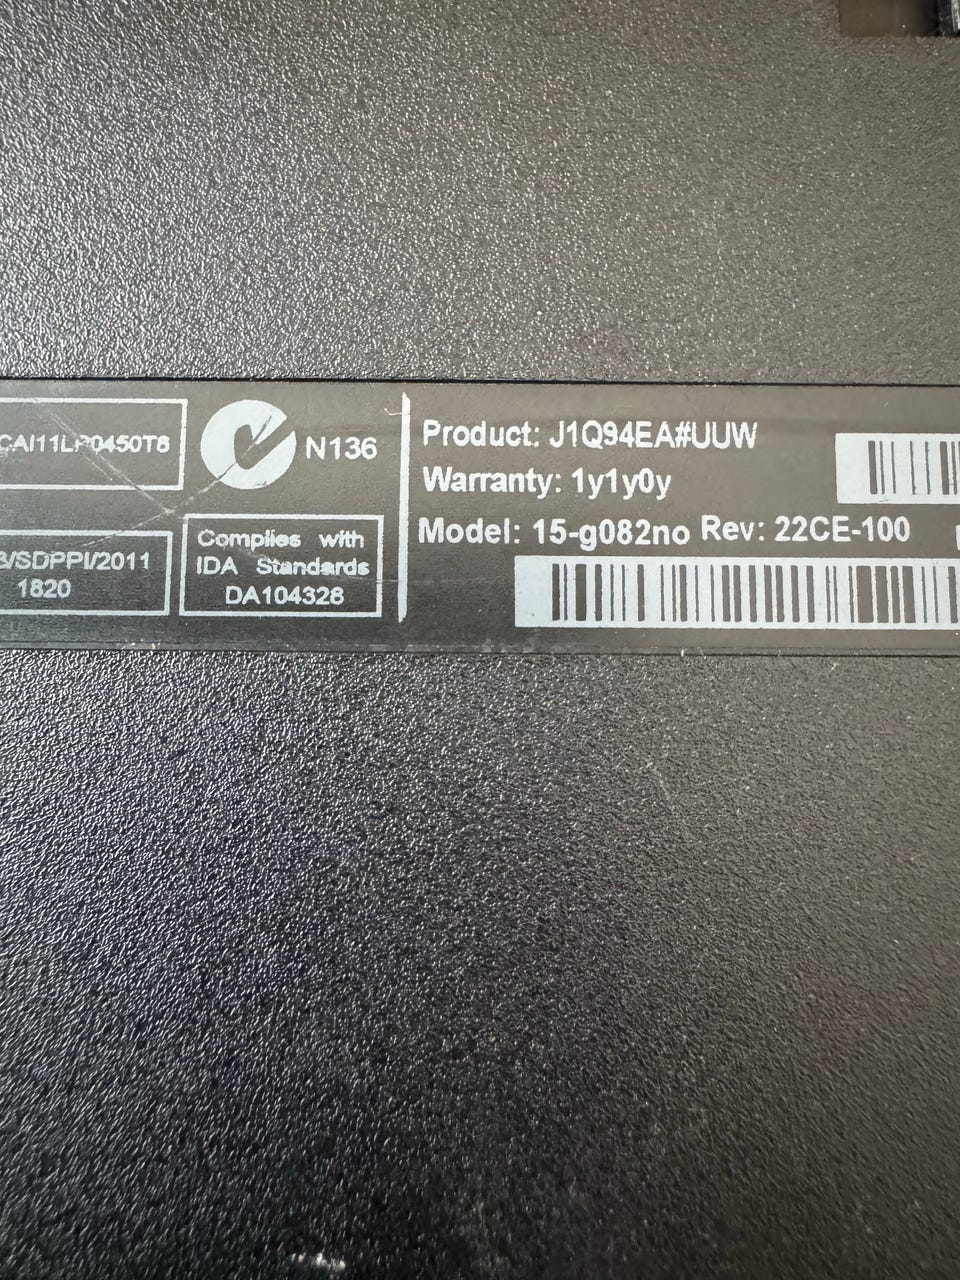 CAI11LP0450T8
N136
8/SDPPI/2011
1820
Complies with
IDA Standards
DA104328
Product: J1Q94EA#UUW
Warranty: 1y1y0y
Model: 15-g082no Rev: 22CE-100